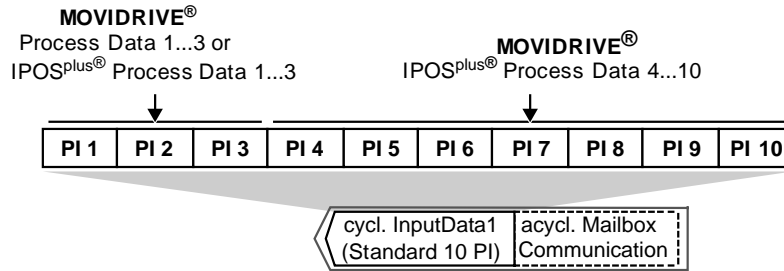 MOVIDRIVE®
Process Data 1...3 or
IPOSplus® Process Data 1...3
MOVIDRIVE®
IPOSplus® Process Data 4...10
PI 1 PI 2 PI 3 PI 4 PI 5 PI 6 PI 7 PI 8 PI 9 PI 10
cycl. InputData1
(Standard 10 PI)
acycl. Mailbox
Communication